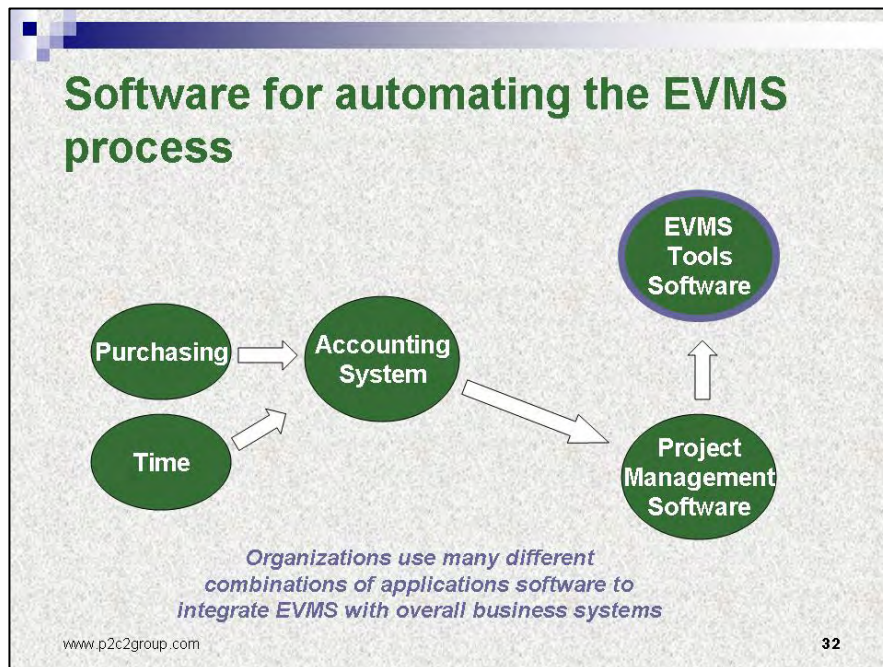 Software for automating the EVMS
process
EVMS
Tools
Software
Purchasing
Accounting
System
Time
Project
Management
Software
Organizations use many different
combinations of applications software to
integrate EVMS with overall business systems
www.p2c2group.com
32